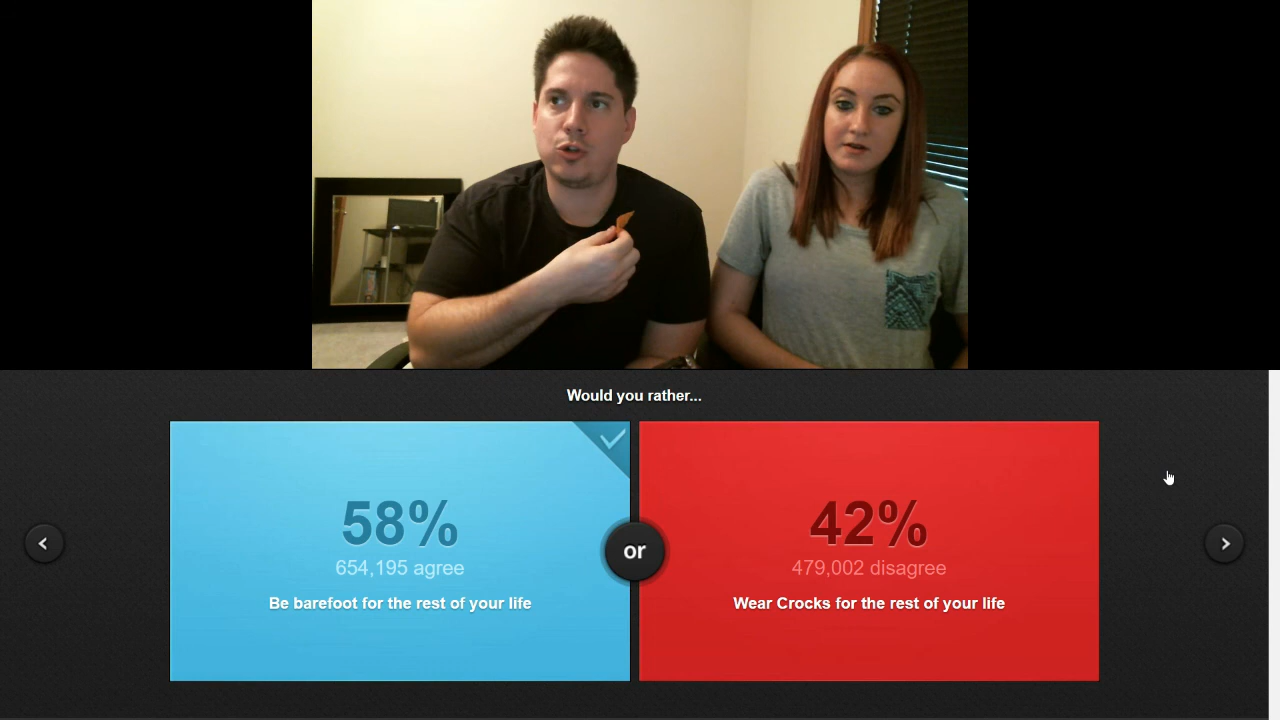 Would you rather...
58%
654,195 agree
Be barefoot for the rest of your life
or
42%
479,002 disagree
Wear Crocks for the rest of your life